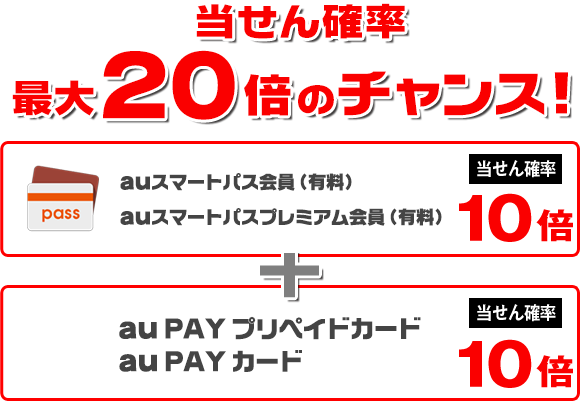 当せん確率
最大20倍のチャンス!
pass
auスマートパス会員(有料)
auスマートパスプレミアム会員(有料)
当せん確率
10倍
+
au PAY プリペイドカード
au PAY カード
当せん確率
10倍